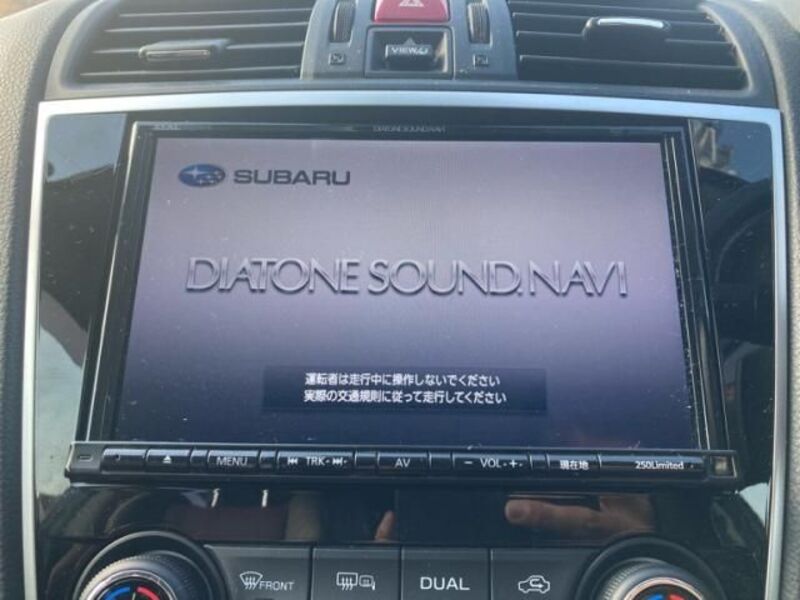 VIEW
DIATONE SOUND.NAVI
SUBARU
DIATONE SOUND.NAVI
運転者は走行中に操作しないでください
実際の交通規則に従って走行してください
MENU TRK AV - VOL + 現在地 250Limited
FRONT DUAL